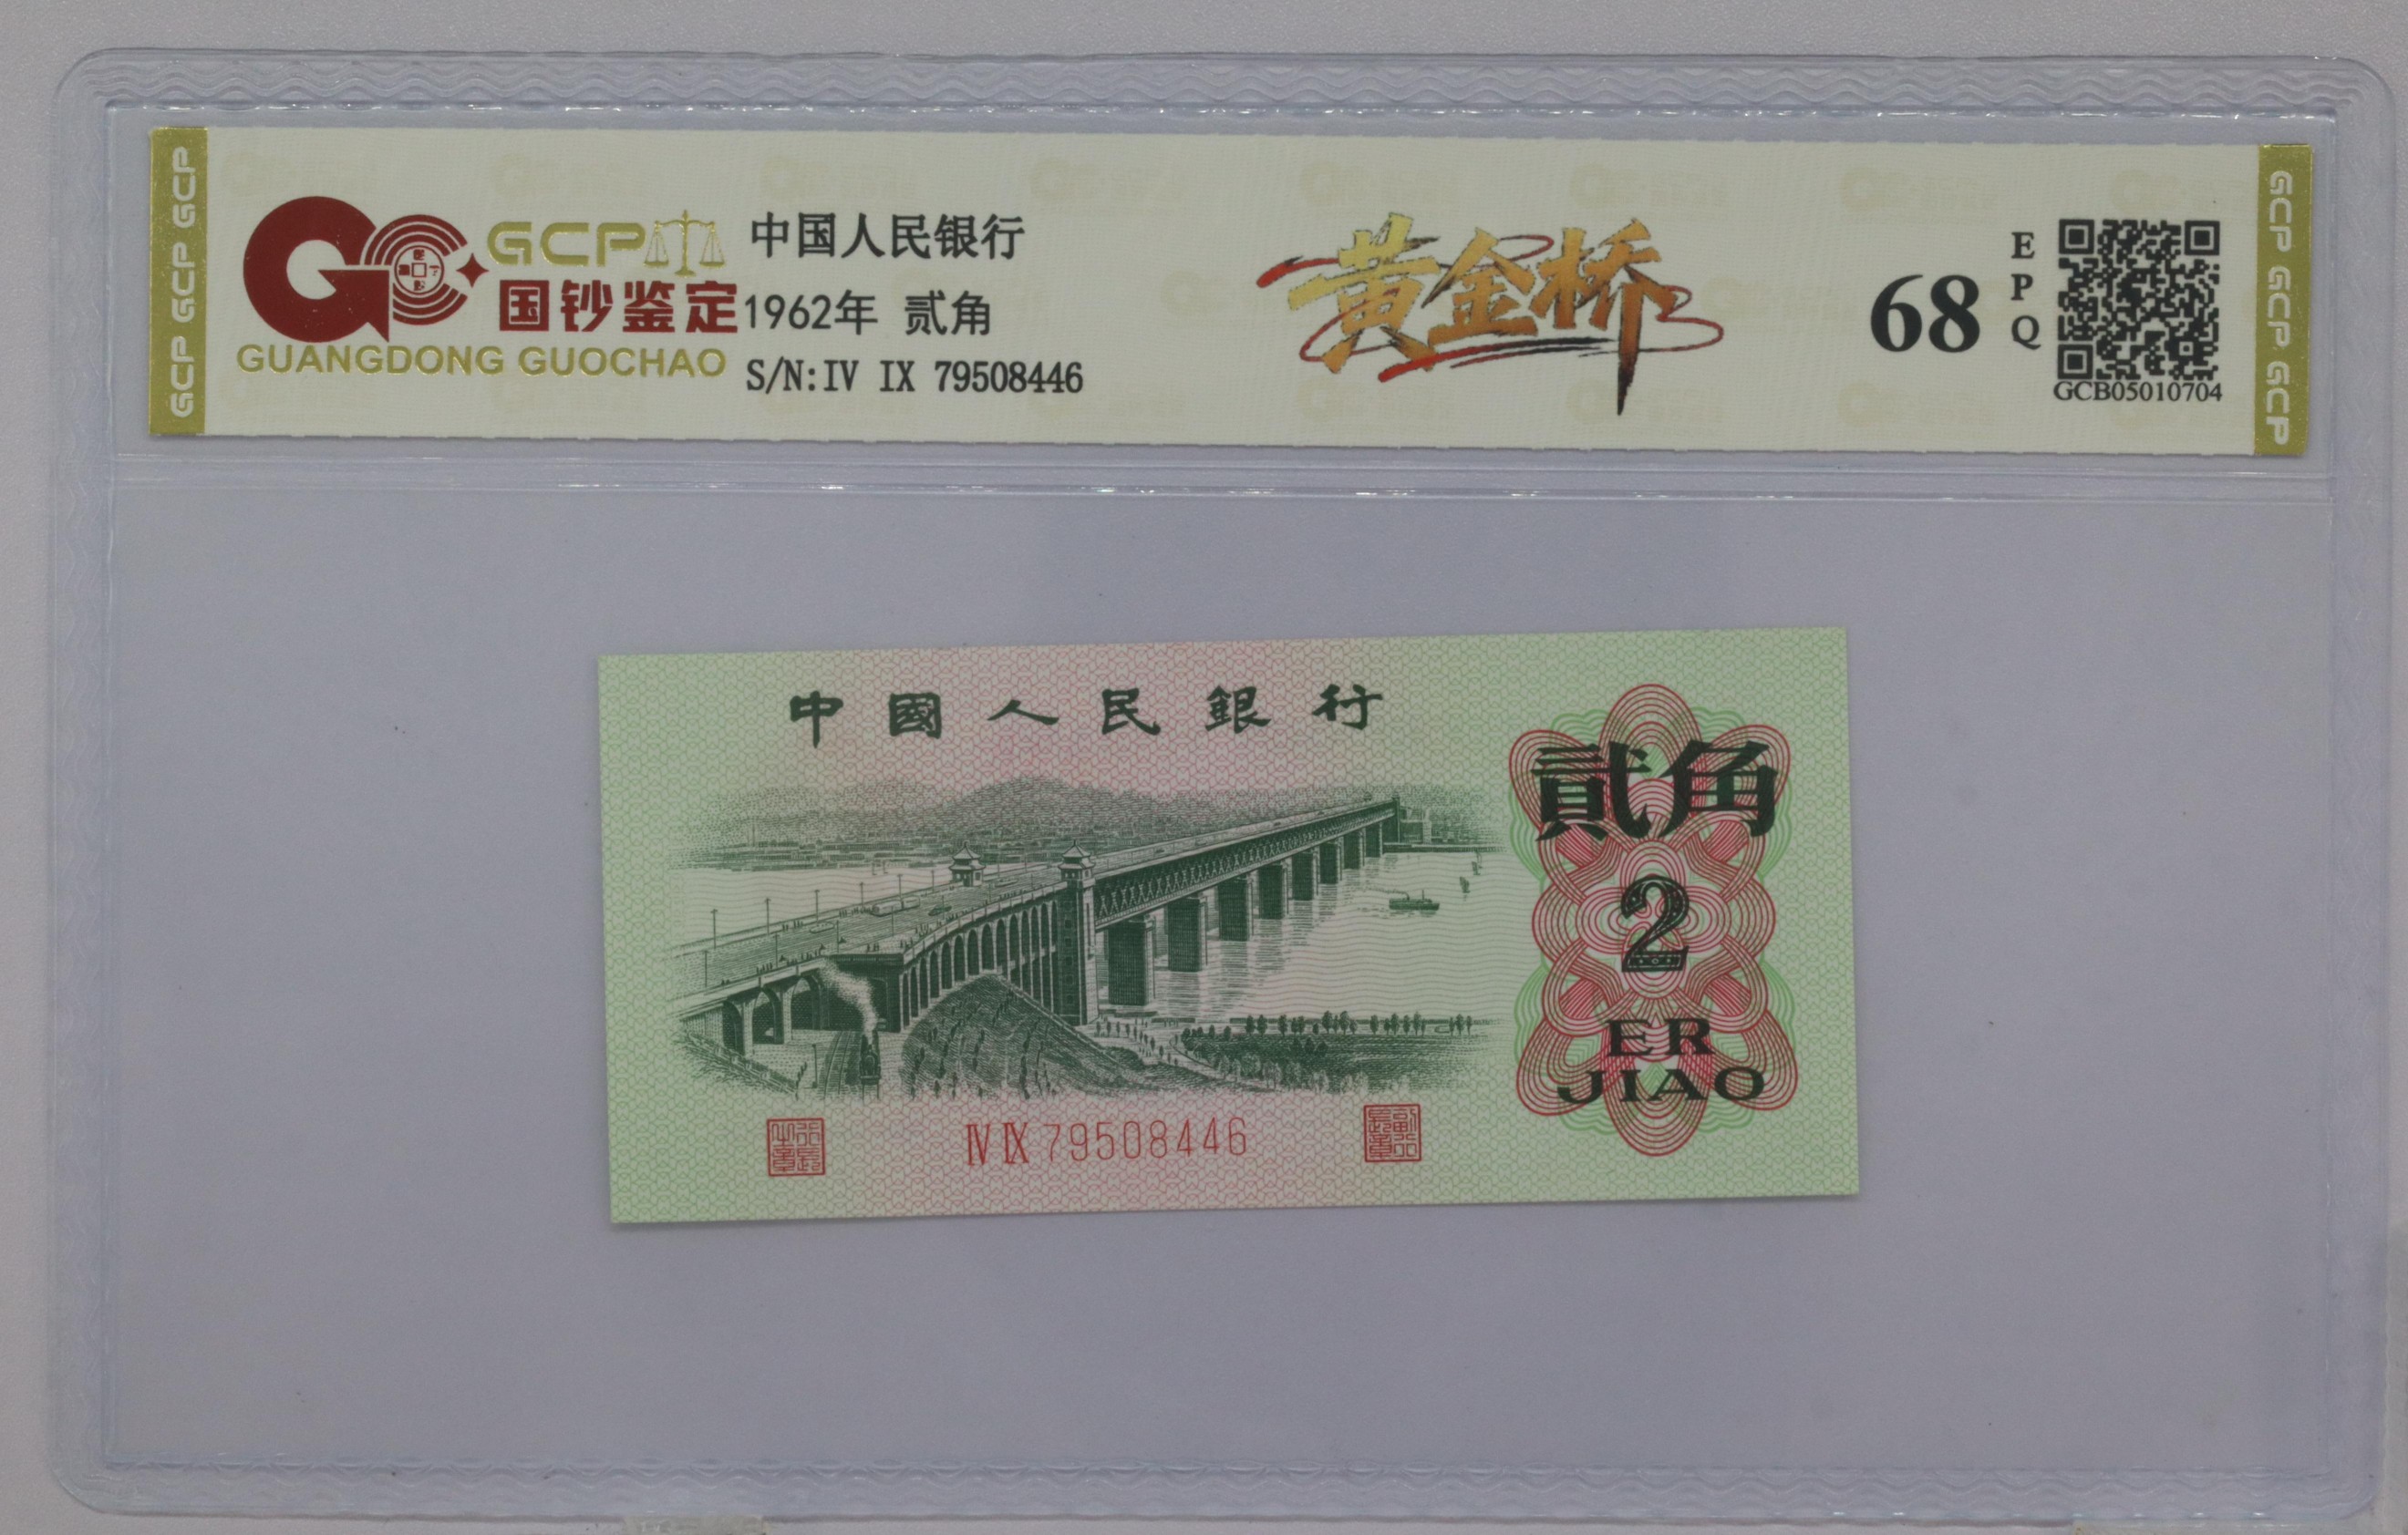 GCP GCP GCP
GCP
国钞鉴定
GUANGDONG GUOCHAO
中国人民银行
1962年 贰角
S/N:IV IX 79508446
黄金桥
68
EPQ
GCB05010704
GCP GCP GCP
中國人民銀行
貳角
2
ER
JIAO
IV IX 79508446